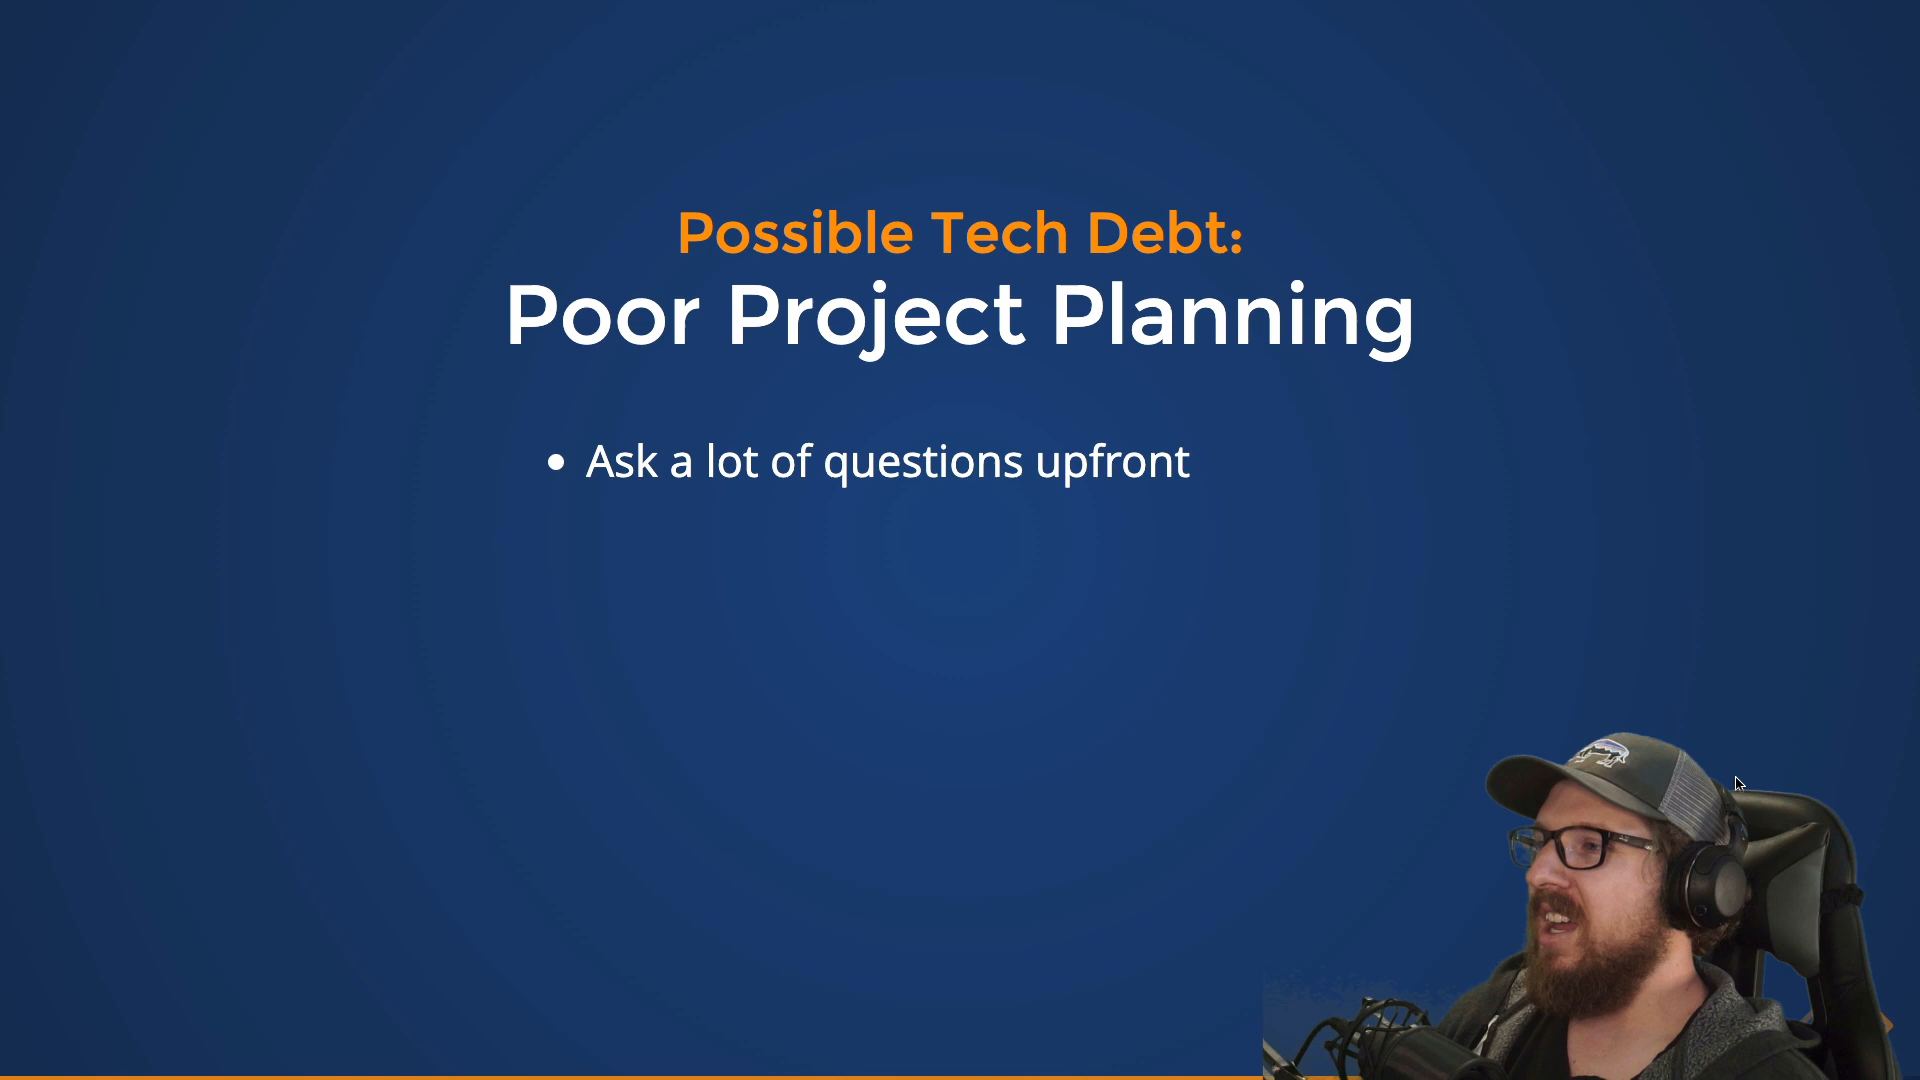 Possible Tech Debt:
Poor Project Planning
• Ask a lot of questions upfront